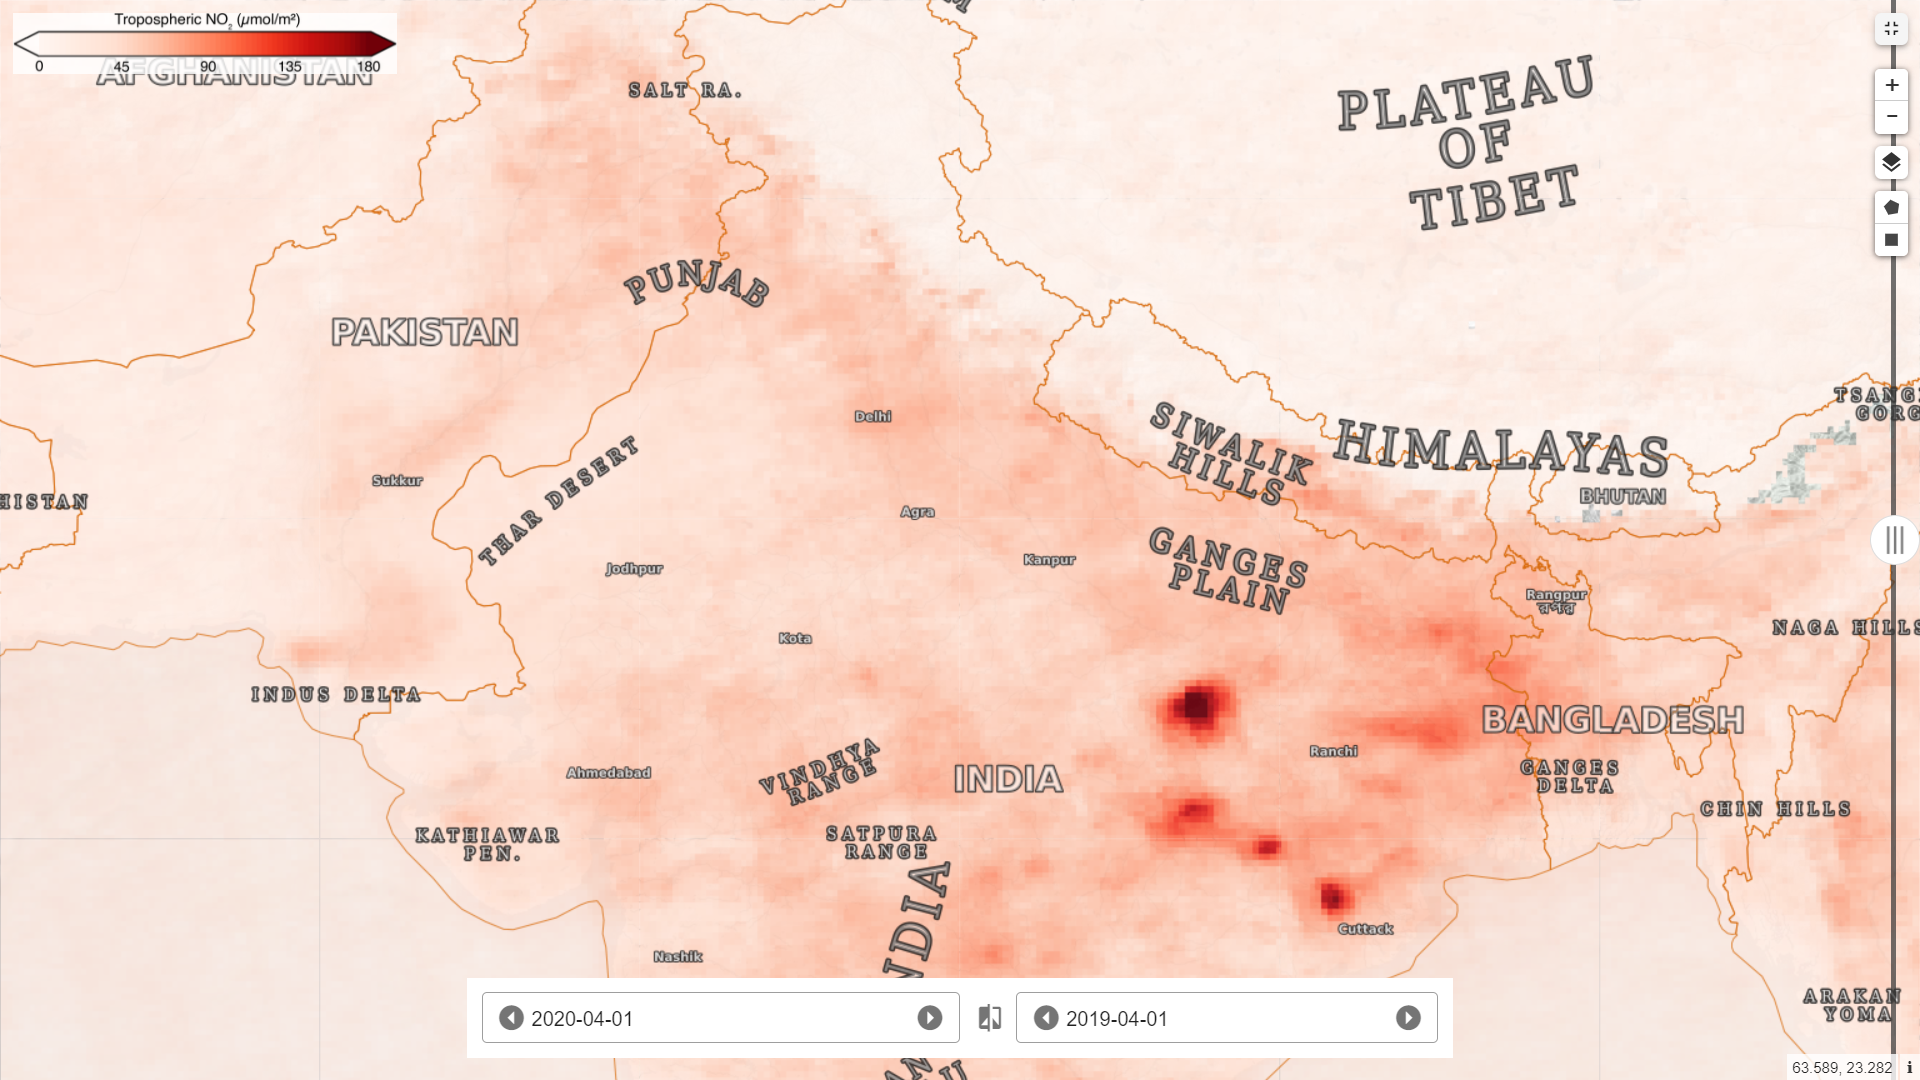 Tropospheric NO₂ (μmol/m²)
0 45 90 135 180
AFGHANISTAN
SALT RA.
PLATEAU
OF
TIBET
PUNJAB
PAKISTAN
TSANG
GORG
Delhi
SIWALIK
HILLS
HIMALAYAS
BHUTAN
Sukkur
HISTAN
THAR DESERT
Agra
GANGES
PLAIN
Kanpur
Jodhpur
Rangpur
রংপুর
NAGA HILLS
Kota
INDUS DELTA
BANGLADESH
Ranchi
VINDHYA
RANGE
Ahmedabad
INDIA
GANGES
DELTA
CHIN HILLS
KATHIAWAR
PEN.
SATPURA
RANGE
NDIA
Cuttack
Nashik
ARAKAN
YOMA
2020-04-01
2019-04-01
63.589, 23.282